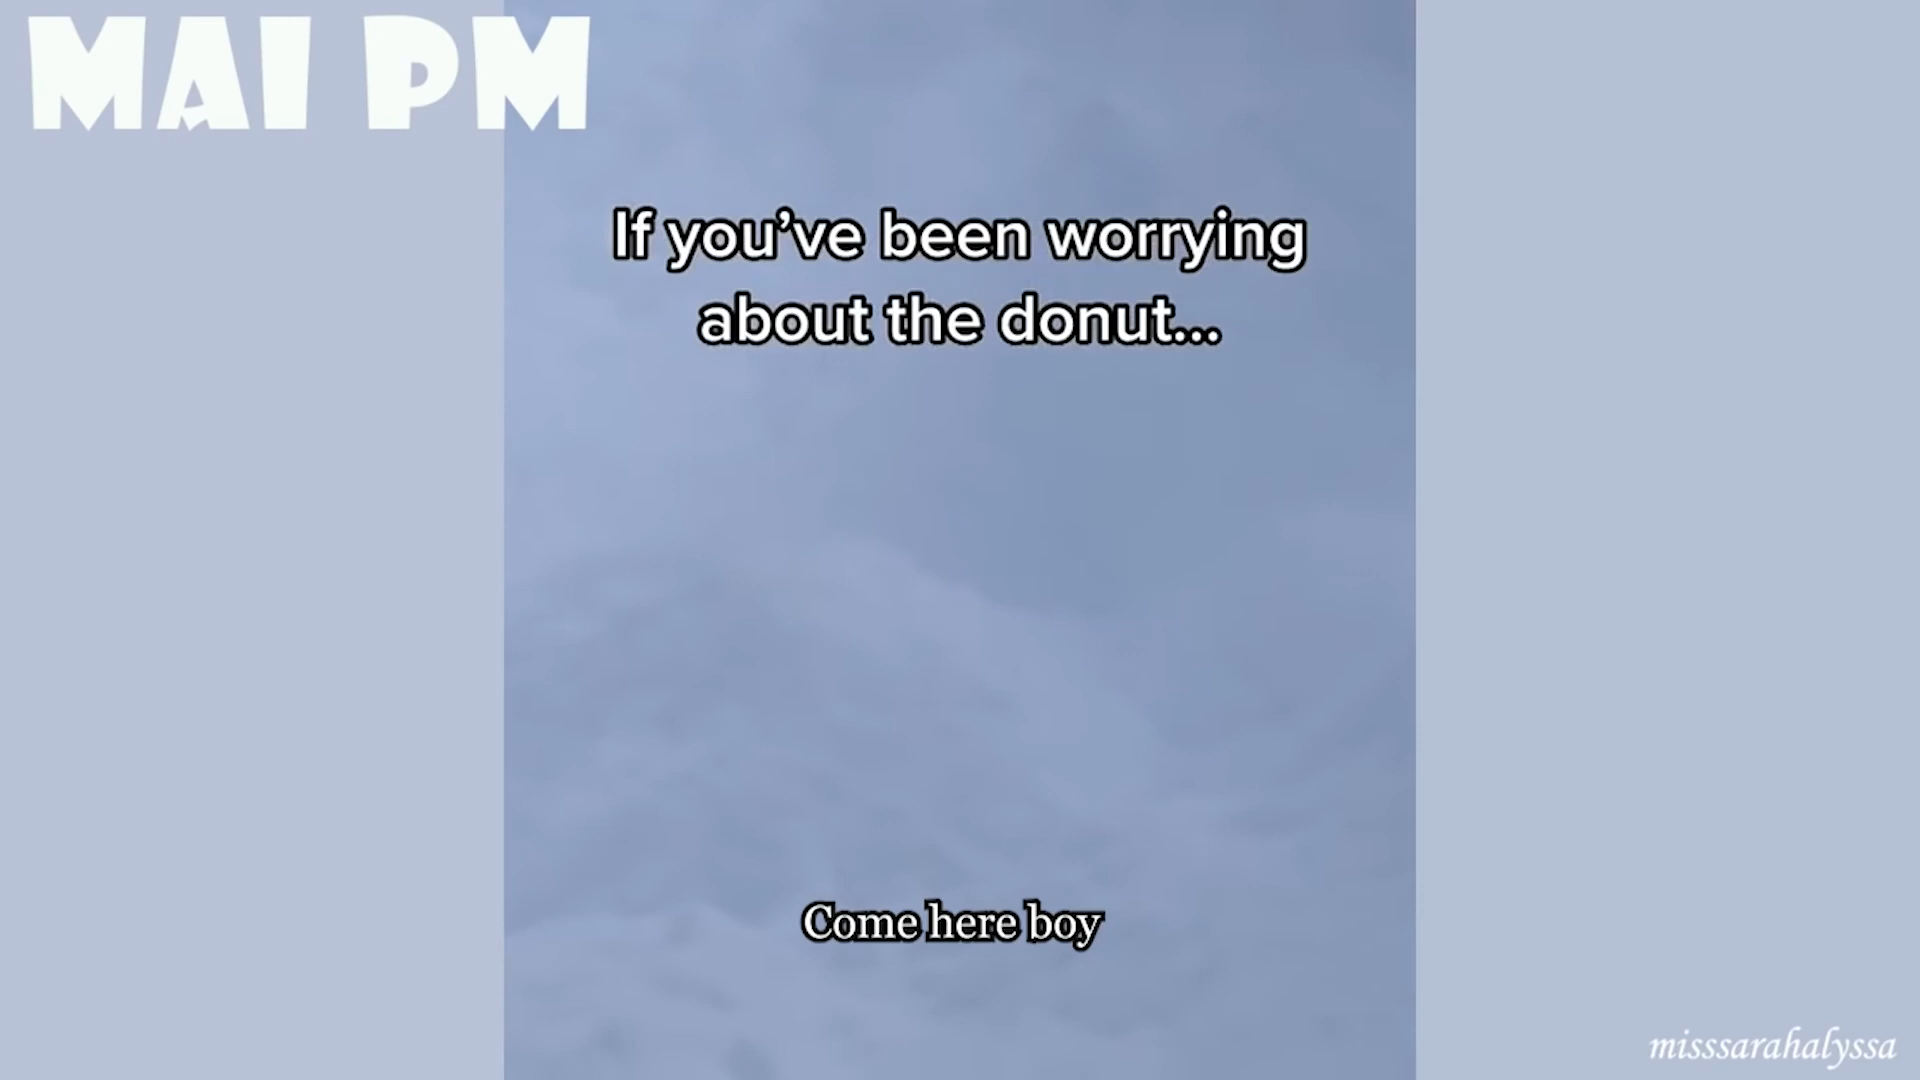 MAI PM
If you’ve been worrying
about the donut...
Come here boy
misssarahalyssa